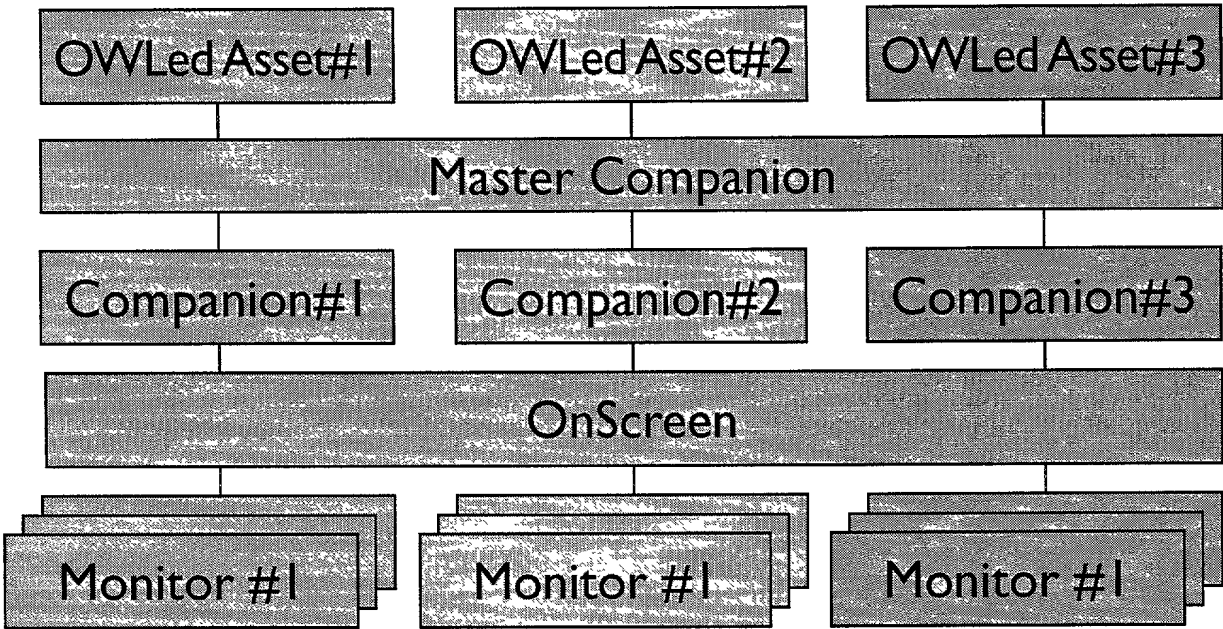 OWLed Asset#1 OWLed Asset#2 OWLed Asset#3
Master Companion
Companion#1 Companion#2 Companion#3
OnScreen
Monitor #1 Monitor #1 Monitor #1